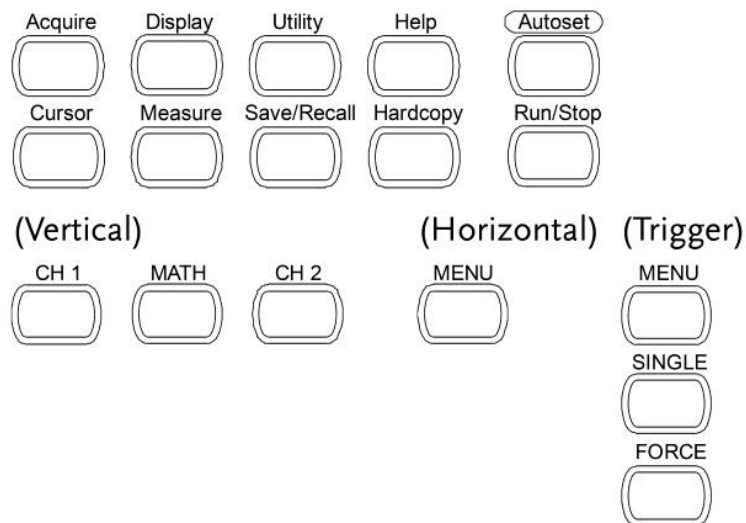 Acquire Display Utility Help Autoset
Cursor Measure Save/Recall Hardcopy Run/Stop
(Vertical) (Horizontal) (Trigger)
CH 1 MATH CH 2 MENU MENU
SINGLE
FORCE